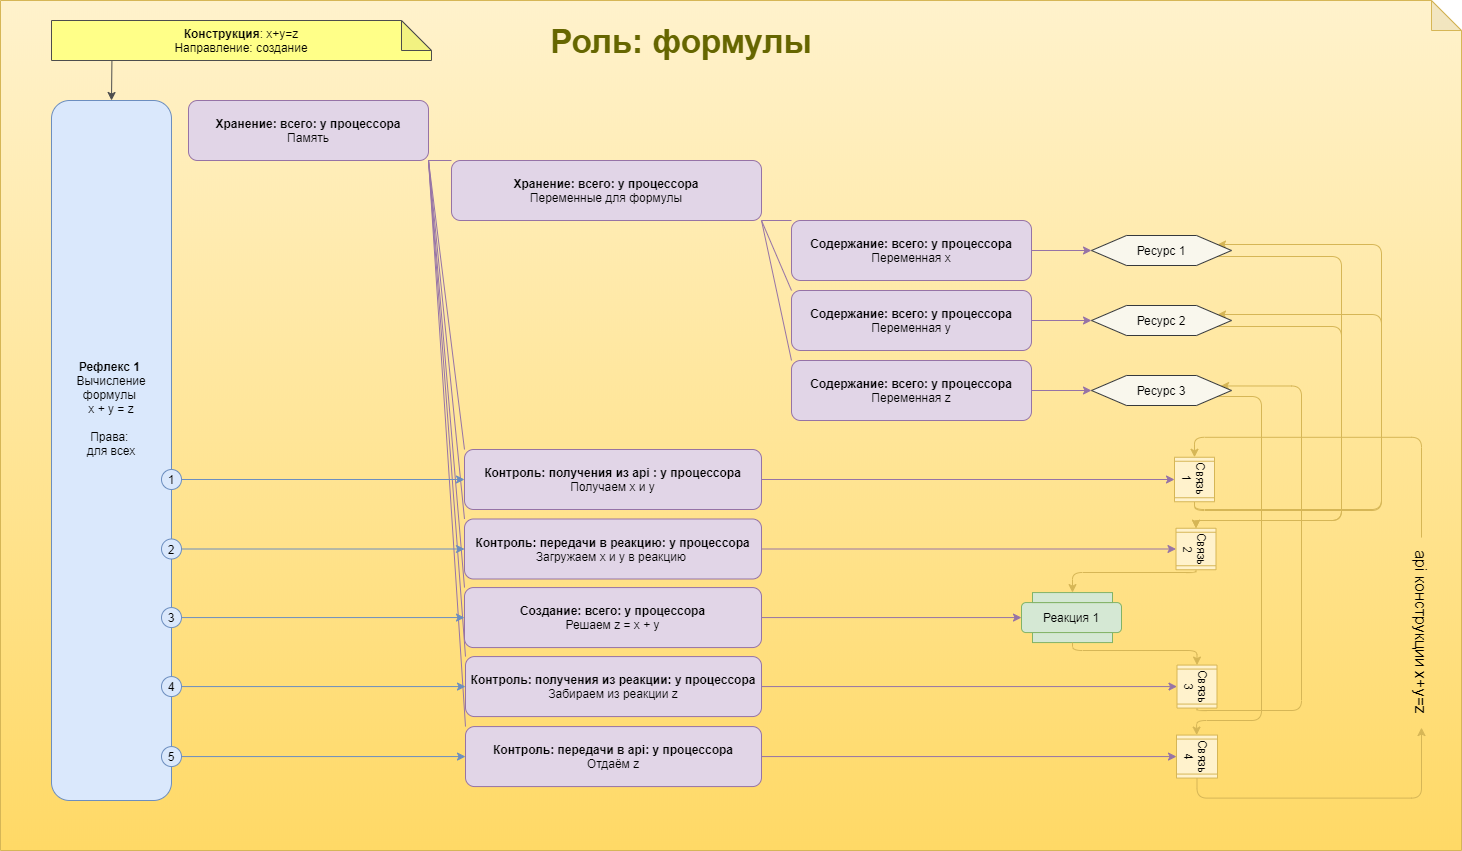 Конструкция: x+y=z
Направление: создание
Роль: формулы
Хранение: всего: у процессора
Память
Хранение: всего: у процессора
Переменные для формулы
Содержание: всего: у процессора
Переменная x
Ресурс 1
Содержание: всего: у процессора
Переменная y
Ресурс 2
Содержание: всего: у процессора
Переменная z
Ресурс 3
Рефлекс 1
Вычисление
формулы
x + y = z
Права:
для всех
1
Контроль: получения из api : у процессора
Получаем x и y
Связь
1
2
Контроль: передачи в реакцию: у процессора
Загружаем x и y в реакцию
Связь
2
3
Создание: всего: у процессора
Решаем z = x + y
Реакция 1
4
Контроль: получения из реакции: у процессора
Забираем из реакции z
Связь
3
5
Контроль: передачи в api: у процессора
Отдаём z
Связь
4
api конструкции x+y=z